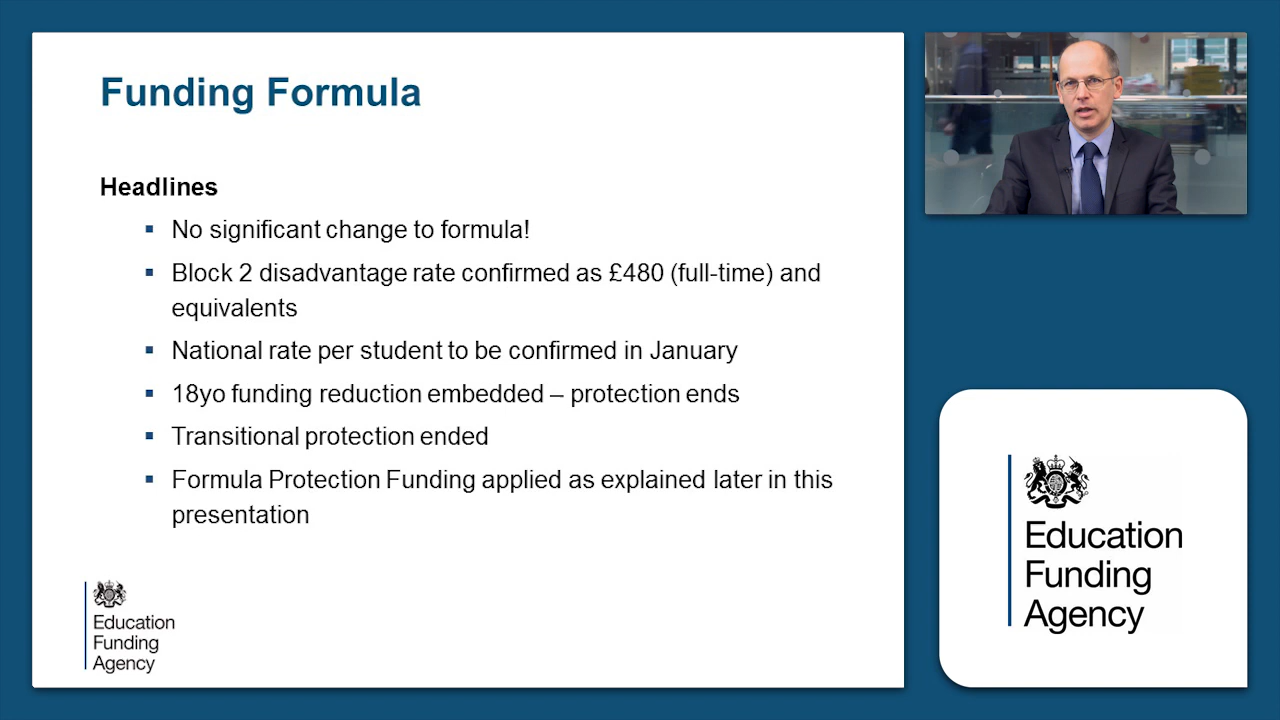 Funding Formula
Headlines
▪ No significant change to formula!
▪ Block 2 disadvantage rate confirmed as £480 (full-time) and
equivalents
▪ National rate per student to be confirmed in January
▪ 18yo funding reduction embedded – protection ends
▪ Transitional protection ended
▪ Formula Protection Funding applied as explained later in this
presentation
Education
Funding
Agency
Education
Funding
Agency